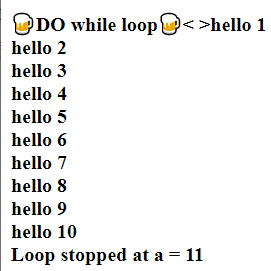 🍺DO while loop🍺< >hello 1
hello 2
hello 3
hello 4
hello 5
hello 6
hello 7
hello 8
hello 9
hello 10
Loop stopped at a = 11